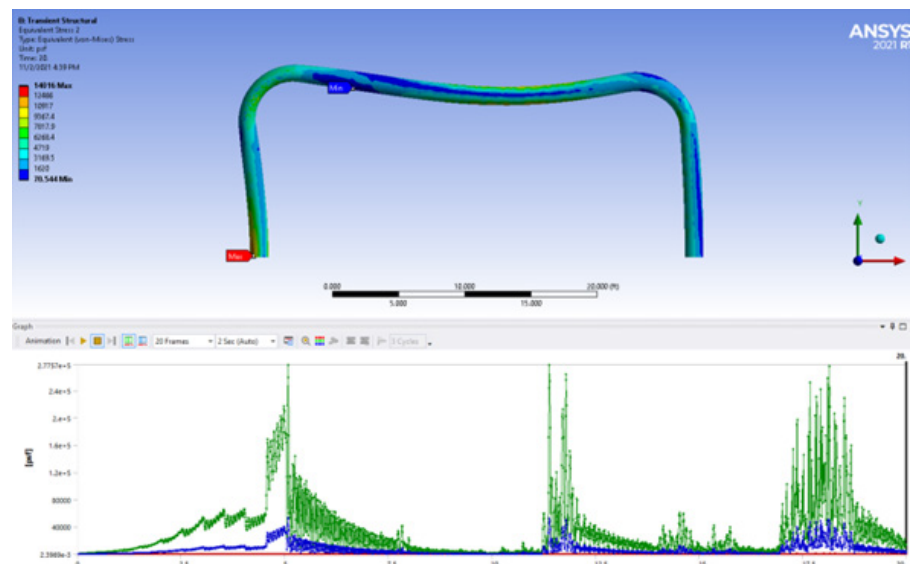 D: Transient Structural
Equivalent Stress 2
Type: Equivalent (von-Mises) Stress
Unit: psf
Time: 20.
11/2/2021 4:39 PM
ANSYS
2021 R1
14016 Max
12466
10917
9367.4
7817.9
6268.4
4719
3169.5
1620
70.544 Min
Min
Max
Y
0.000
10.000
20.000 (ft)
5.000
15.000
Graph
Animation
20 Frames
2 Sec (Auto)
3 Cycles
20.
2.7757e+5
2.4e+5
2.e+5
1.6e+5
1.2e+5
80000
40000
[psf]